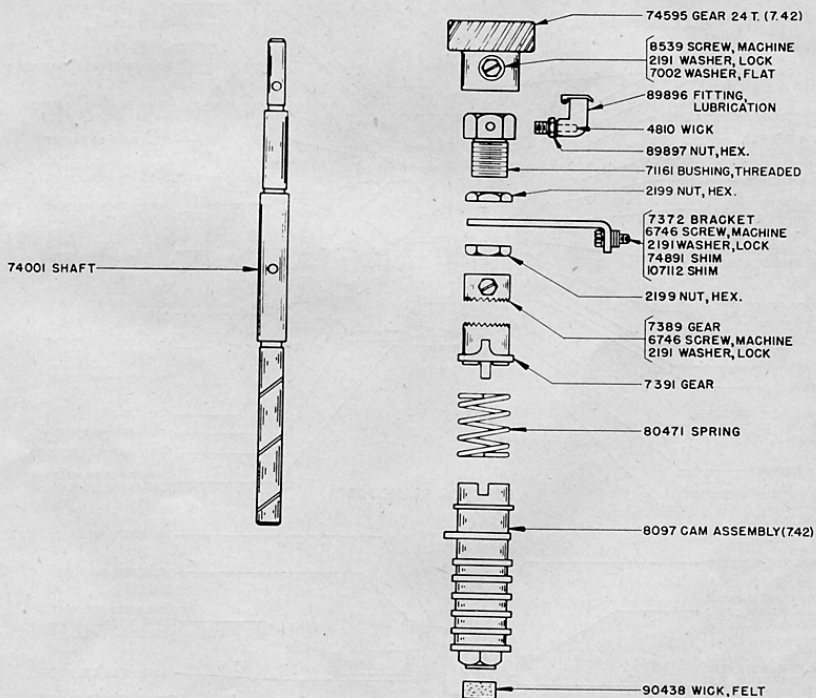 74595 GEAR 24 T. (7.42)
8539 SCREW, MACHINE
2191 WASHER, LOCK
7002 WASHER, FLAT
89896 FITTING,
LUBRICATION
4810 WICK
89897 NUT, HEX.
71161 BUSHING, THREADED
2199 NUT, HEX.
7372 BRACKET
6746 SCREW, MACHINE
2191 WASHER, LOCK
74891 SHIM
107112 SHIM
74001 SHAFT
2199 NUT, HEX.
7389 GEAR
6746 SCREW, MACHINE
2191 WASHER, LOCK
7391 GEAR
80471 SPRING
8097 CAM ASSEMBLY (7.42)
90438 WICK, FELT